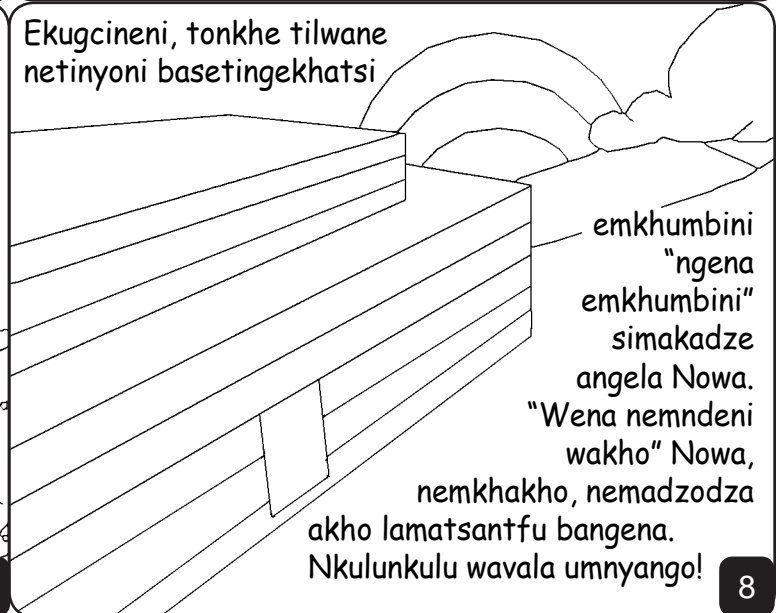 Ekugcineni, tonkhe tilwane
netinyoni basetingekhatsi
emkhumbini
“ngena
emkhumbini”
simakadze
angela Nowa.
“Wena nemndeni
wakho” Nowa,
nemkhakho, nemadzodza
akho lamatsantfu bangena.
Nkulunkulu wavala umnyango!
8